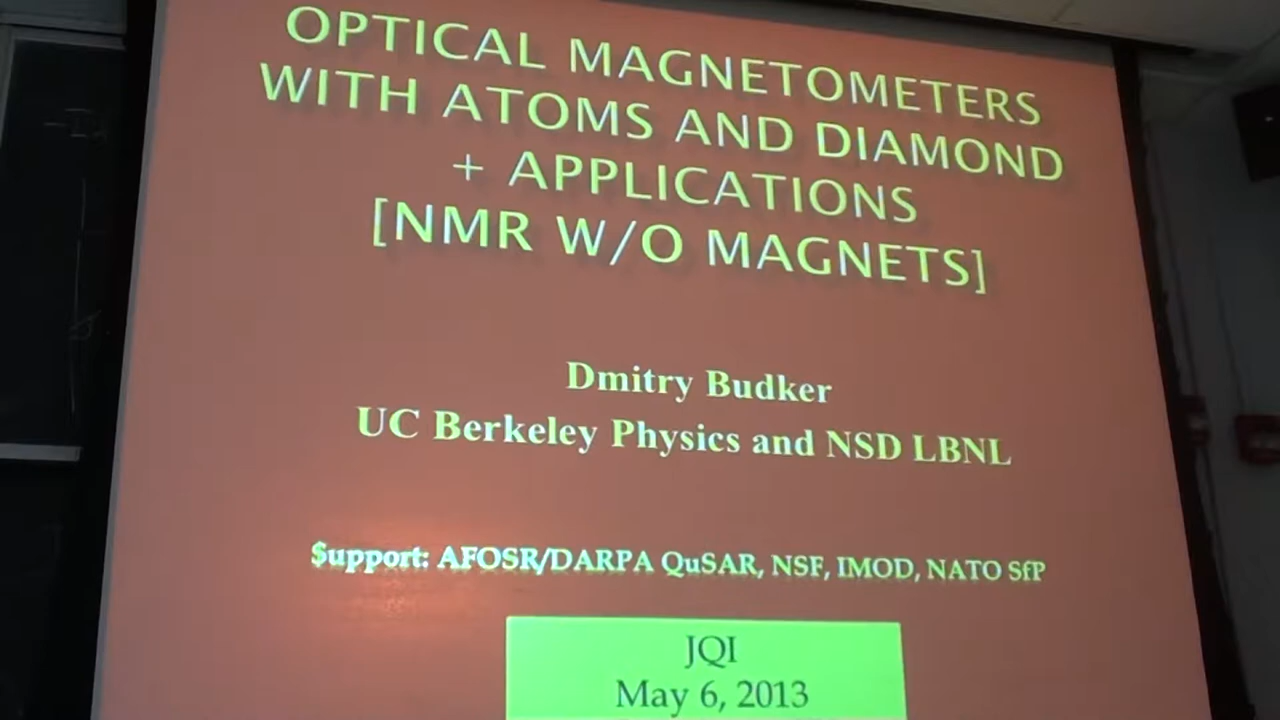 OPTICAL MAGNETOMETERS
WITH ATOMS AND DIAMOND
+ APPLICATIONS
[NMR W/O MAGNETS]
Dmitry Budker
UC Berkeley Physics and NSD LBNL
$upport: AFOSR/DARPA QuSAR, NSF, IMOD, NATO SfP
JQI
May 6, 2013